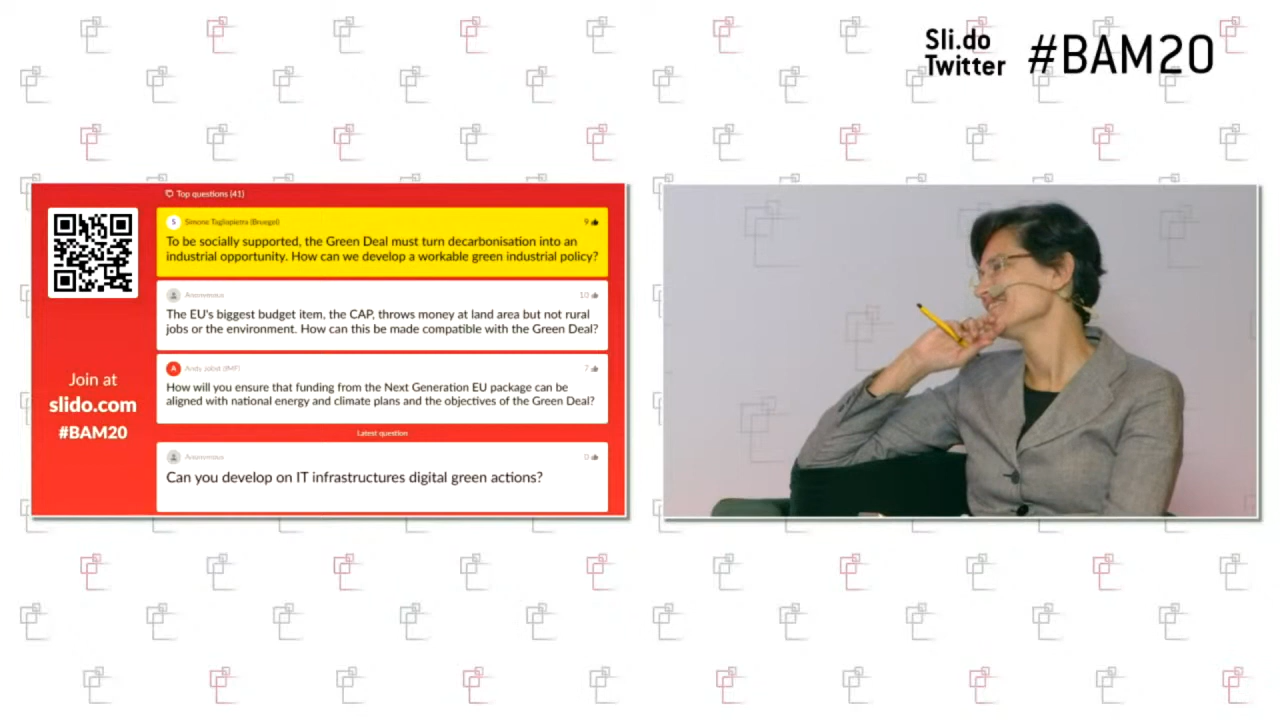 Sli.do
Twitter
#BAM20
Top questions (41)
S
Simone Tagliapietra (Bruegel)
9
To be socially supported, the Green Deal must turn decarbonisation into an
industrial opportunity. How can we develop a workable green industrial policy?
Anonymous
10
The EU's biggest budget item, the CAP, throws money at land area but not rural
jobs or the environment. How can this be made compatible with the Green Deal?
A
Andy Jobst (IMF)
7
How will you ensure that funding from the Next Generation EU package can be
aligned with national energy and climate plans and the objectives of the Green Deal?
Latest question
Anonymous
0
Can you develop on IT infrastructures digital green actions?
Join at
slido.com
#BAM20